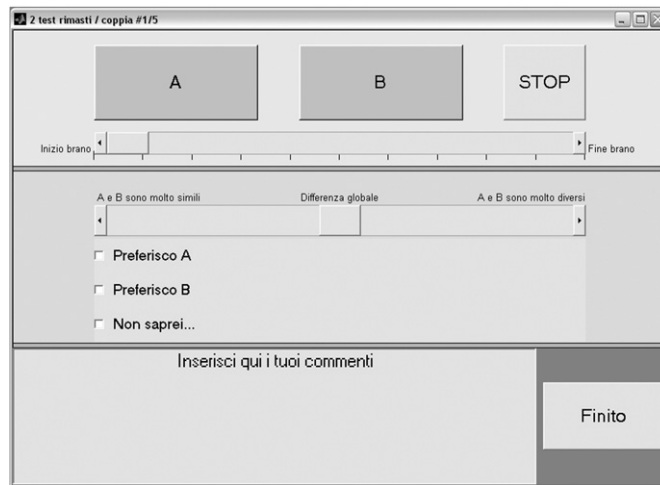 2 test rimasti / coppia #1/5
A
B
STOP
Inizio brano
Fine brano
A e B sono molto simili
Differenza globale
A e B sono molto diversi
Preferisco A
Preferisco B
Non saprei...
Inserisci qui i tuoi commenti
Finito